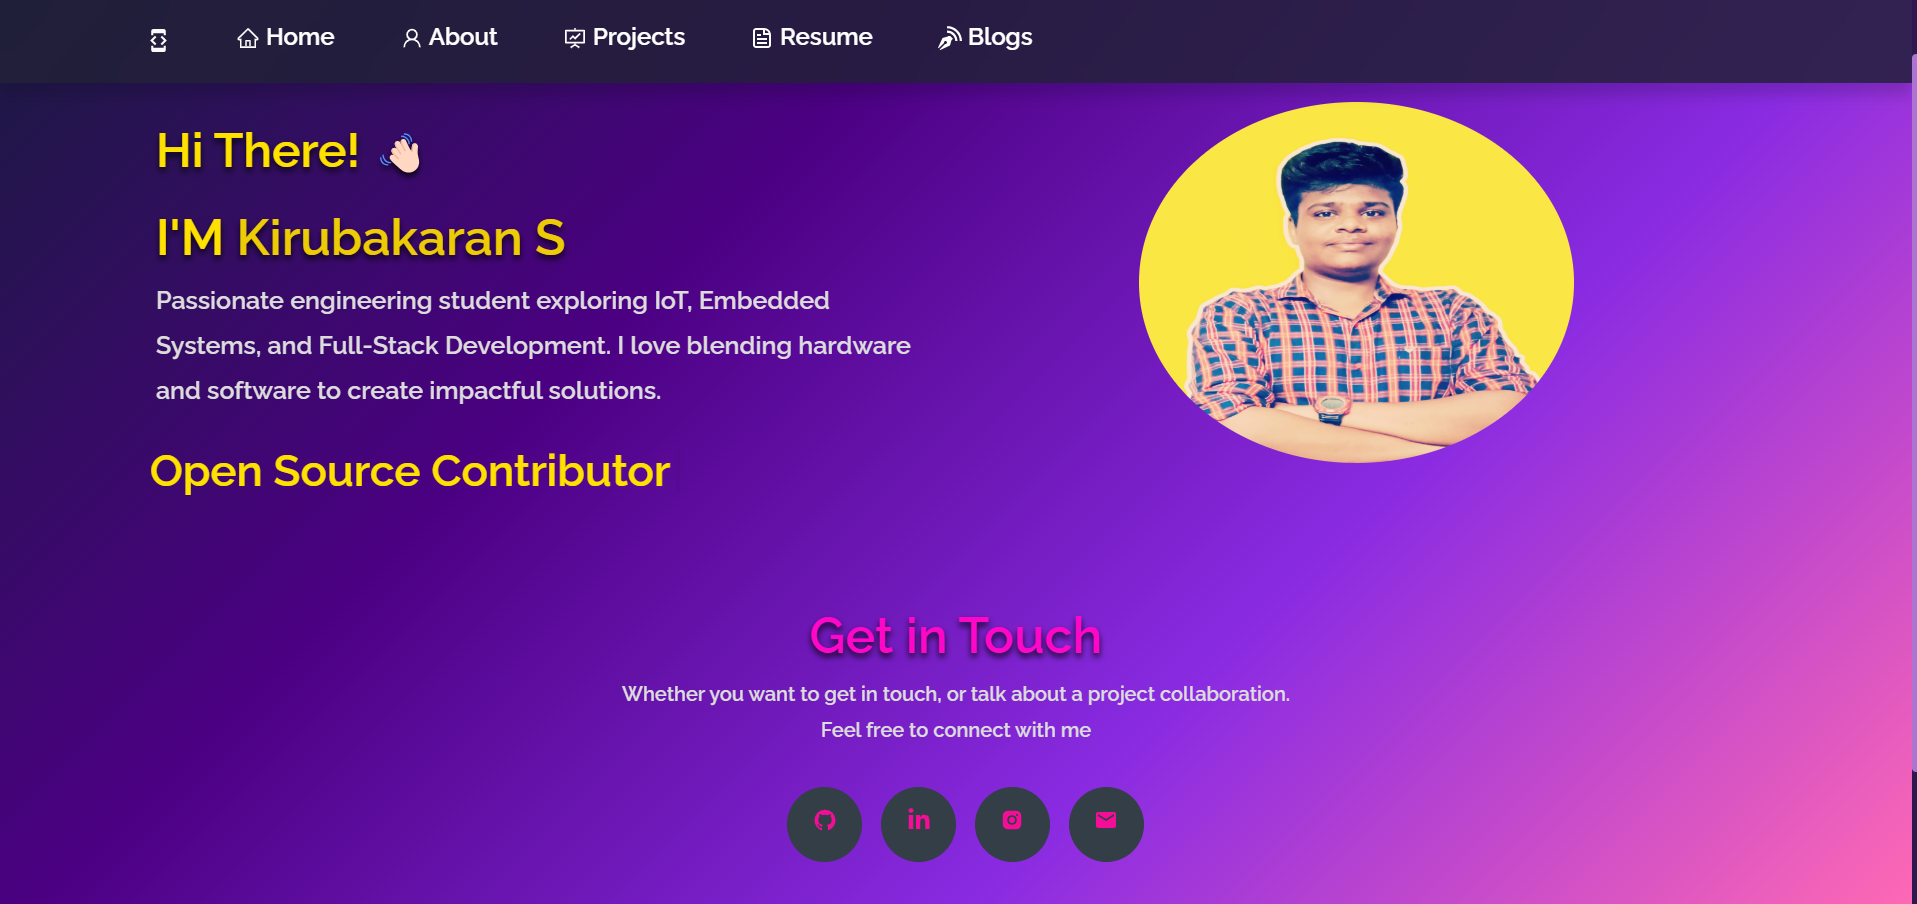 Home
About
Projects
Resume
Blogs
Hi There!
I'M Kirubakaran S
Passionate engineering student exploring IoT, Embedded
Systems, and Full-Stack Development. I love blending hardware
and software to create impactful solutions.
Open Source Contributor
Get in Touch
Whether you want to get in touch, or talk about a project collaboration.
Feel free to connect with me
in